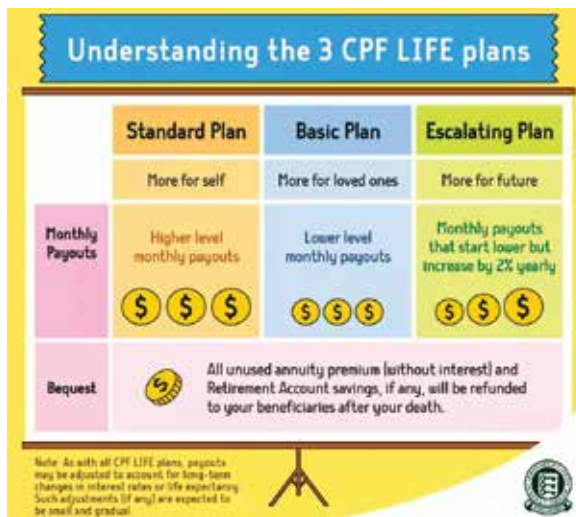 Understanding the 3 CPF LIFE plans
Standard Plan
Basic Plan
Escalating Plan
More for self
More for loved ones
More for future
Monthly
Payouts
Higher level
monthly payouts
Lower level
monthly payouts
Monthly payouts
that start lower but
increase by 2% yearly
$ $ $
$ $ $
$ $ $
Bequest
$
All unused annuity premium (without interest) and
Retirement Account savings, if any, will be refunded
to your beneficiaries after your death.
Note: As with all CPF LIFE plans, payouts
may be adjusted to account for long-term
changes in interest rates or life expectancy.
Such adjustments (if any) are expected to
be small and gradual.